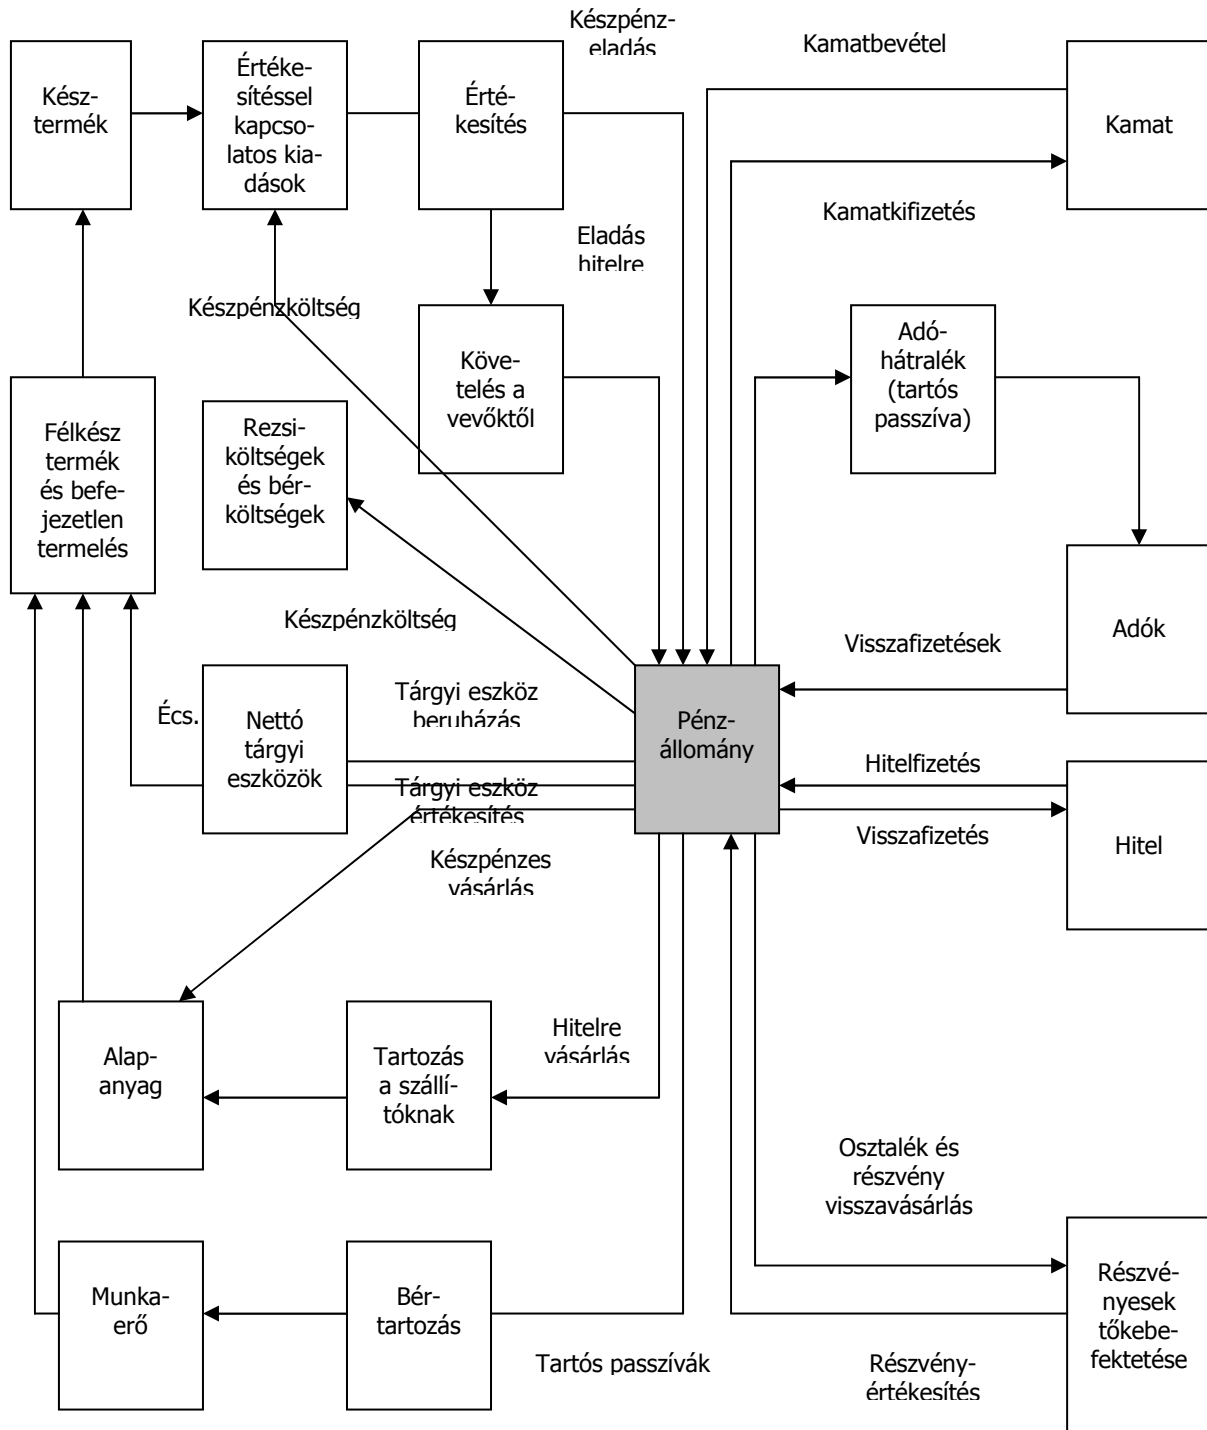 Készpénz-
eladás
Kamatbevétel
Kész-
termék
Értéke-
sítéssel
kapcso-
latos kia-
dások
Érté-
kesítés
Kamat
Kamatkifizetés
Eladás
hitelre
Készpénzköltség
Köve-
telés a
vevőktől
Adó-
hátralék
(tartós
passzíva)
Félkész
termék
és befe-
jezetlen
termelés
Rezsi-
költségek
és bér-
költségek
Készpénzköltség
Adók
Visszafizetések
Écs.
Nettó
tárgyi
eszközök
Tárgyi eszköz
beruházás
Pénz-
állomány
Hitelfizetés
Tárgyi eszköz
értékesítés
Visszafizetés
Hitel
Készpénzes
vásárlás
Alap-
anyag
Tartozás
a szállí-
tóknak
Hitelre
vásárlás
Osztalék és
részvény
visszavásárlás
Munka-
erő
Bér-
tartozás
Tartós passzívák
Részvény-
értékesítés
Részvé-
nyesek
tőkebe-
fektetése